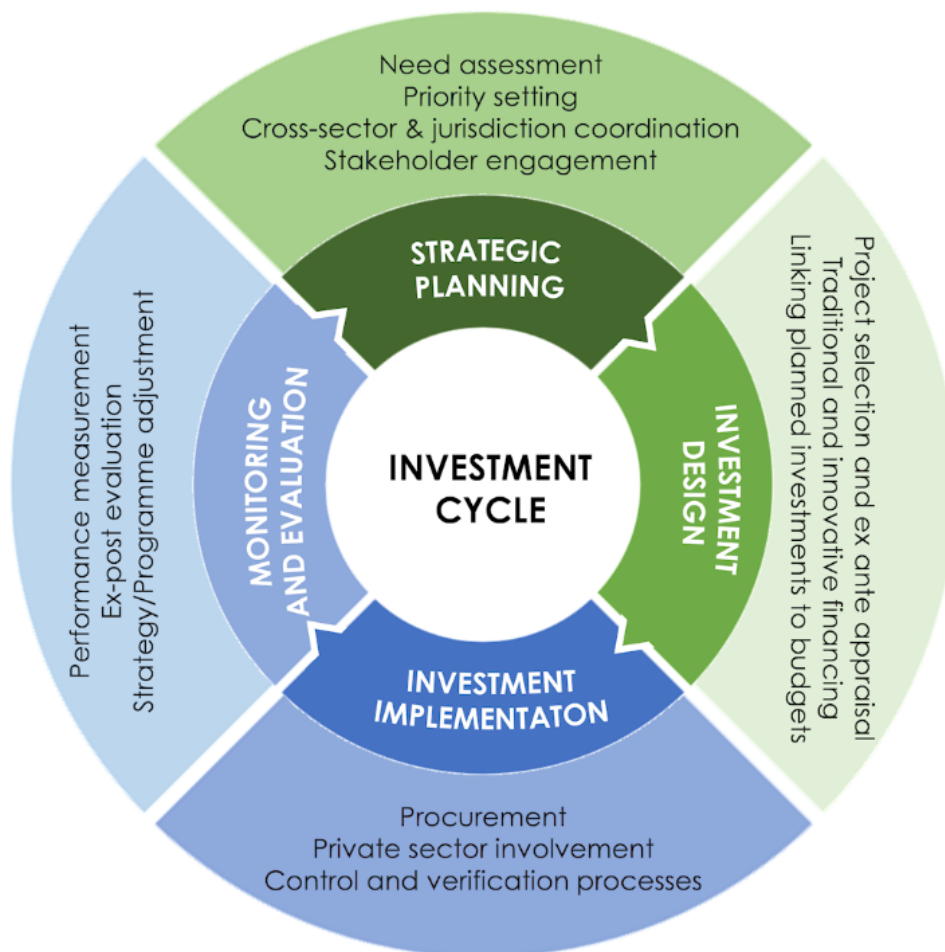 Need assessment
Priority setting
Cross-sector & jurisdiction coordination
Stakeholder engagement
STRATEGIC
PLANNING
Project selection and ex ante appraisal
Traditional and innovative financing
Linking planned investments to budgets
INVESTMENT
DESIGN
INVESTMENT
CYCLE
INVESTMENT
IMPLEMENTATON
Procurement
Private sector involvement
Control and verification processes
MONITORING
AND EVALUATION
Performance measurement
Ex-post evaluation
Strategy/Programme adjustment